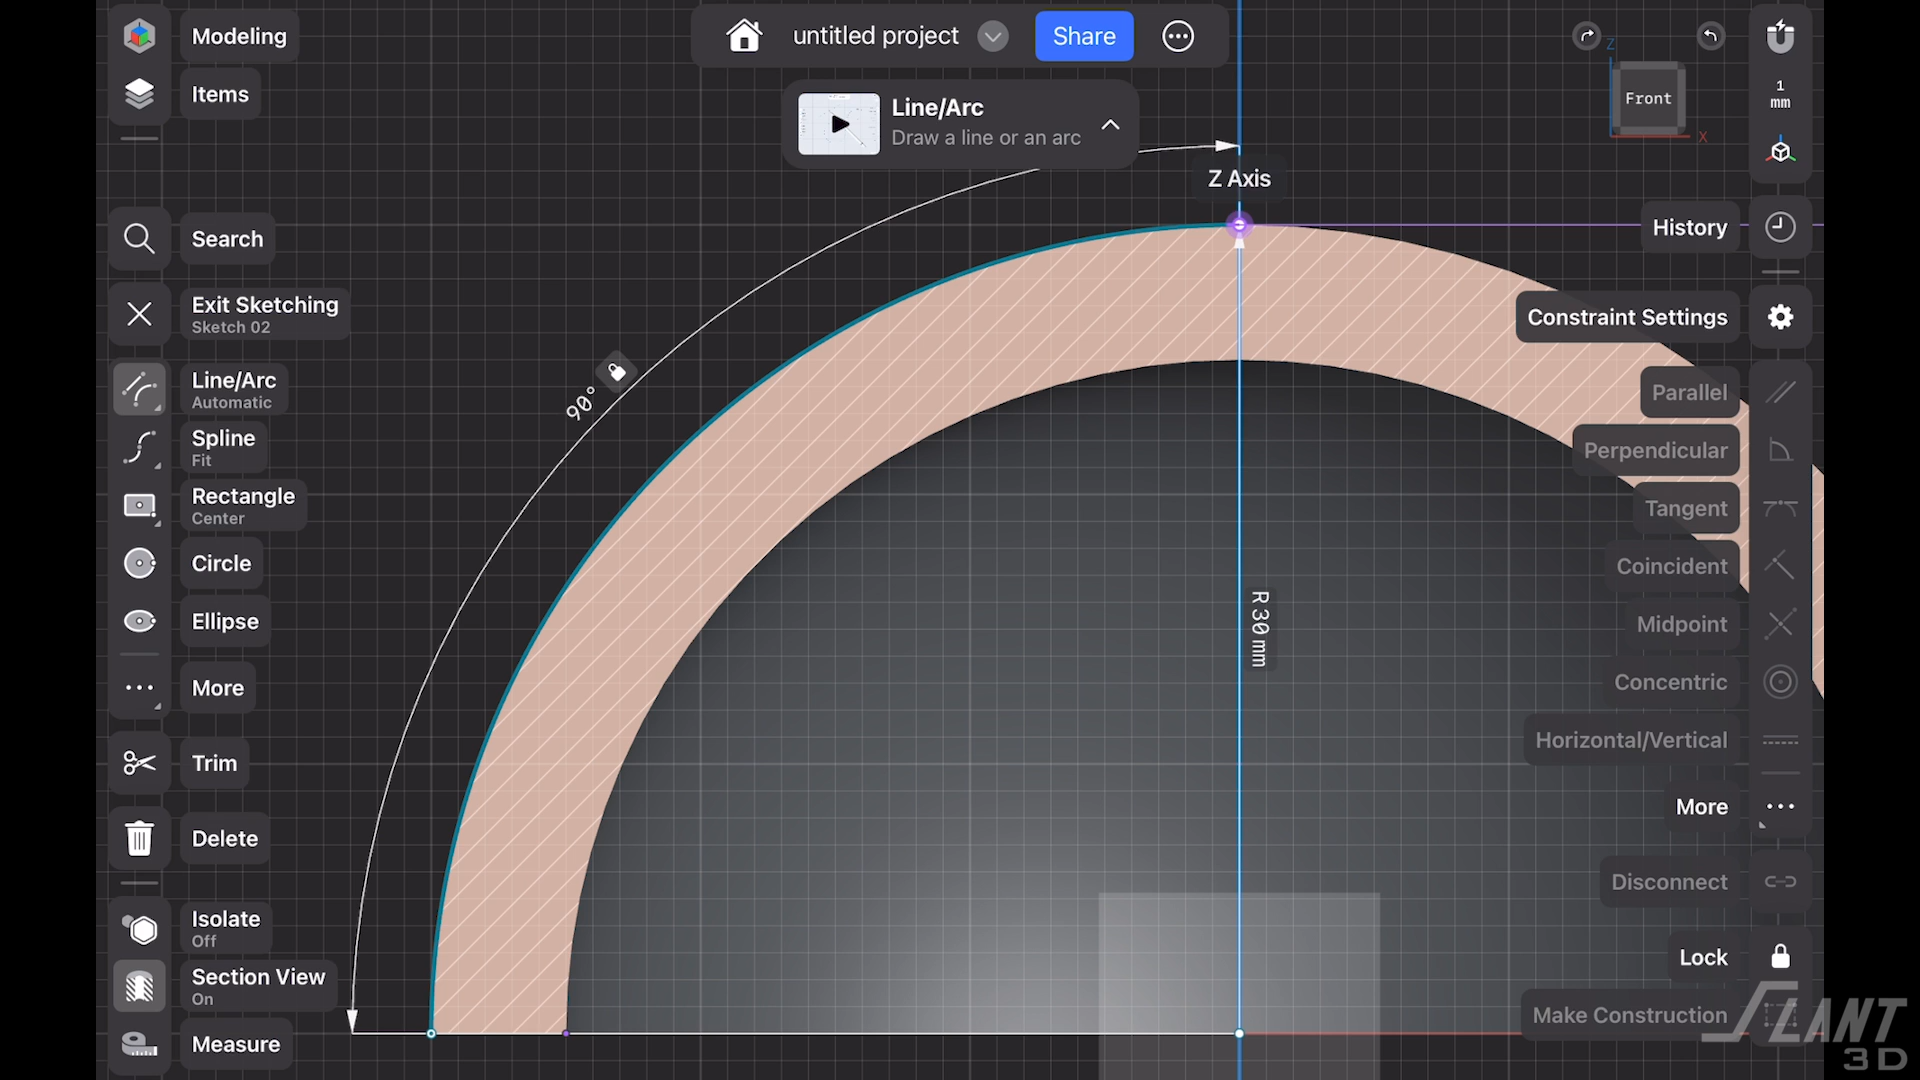 Modeling
Items
untitled project
Share
Line/Arc
Draw a line or an arc
Z
Front
X
1
mm
Z Axis
Search
History
Exit Sketching
Sketch 02
Constraint Settings
Line/Arc
Automatic
90°
Parallel
Spline
Fit
Perpendicular
Rectangle
Center
Tangent
Circle
Coincident
Ellipse
R 30 mm
Midpoint
More
Concentric
Trim
Horizontal/Vertical
More
Delete
Disconnect
Isolate
Off
Lock
Section View
On
Make Construction
Measure
SLANT
3D